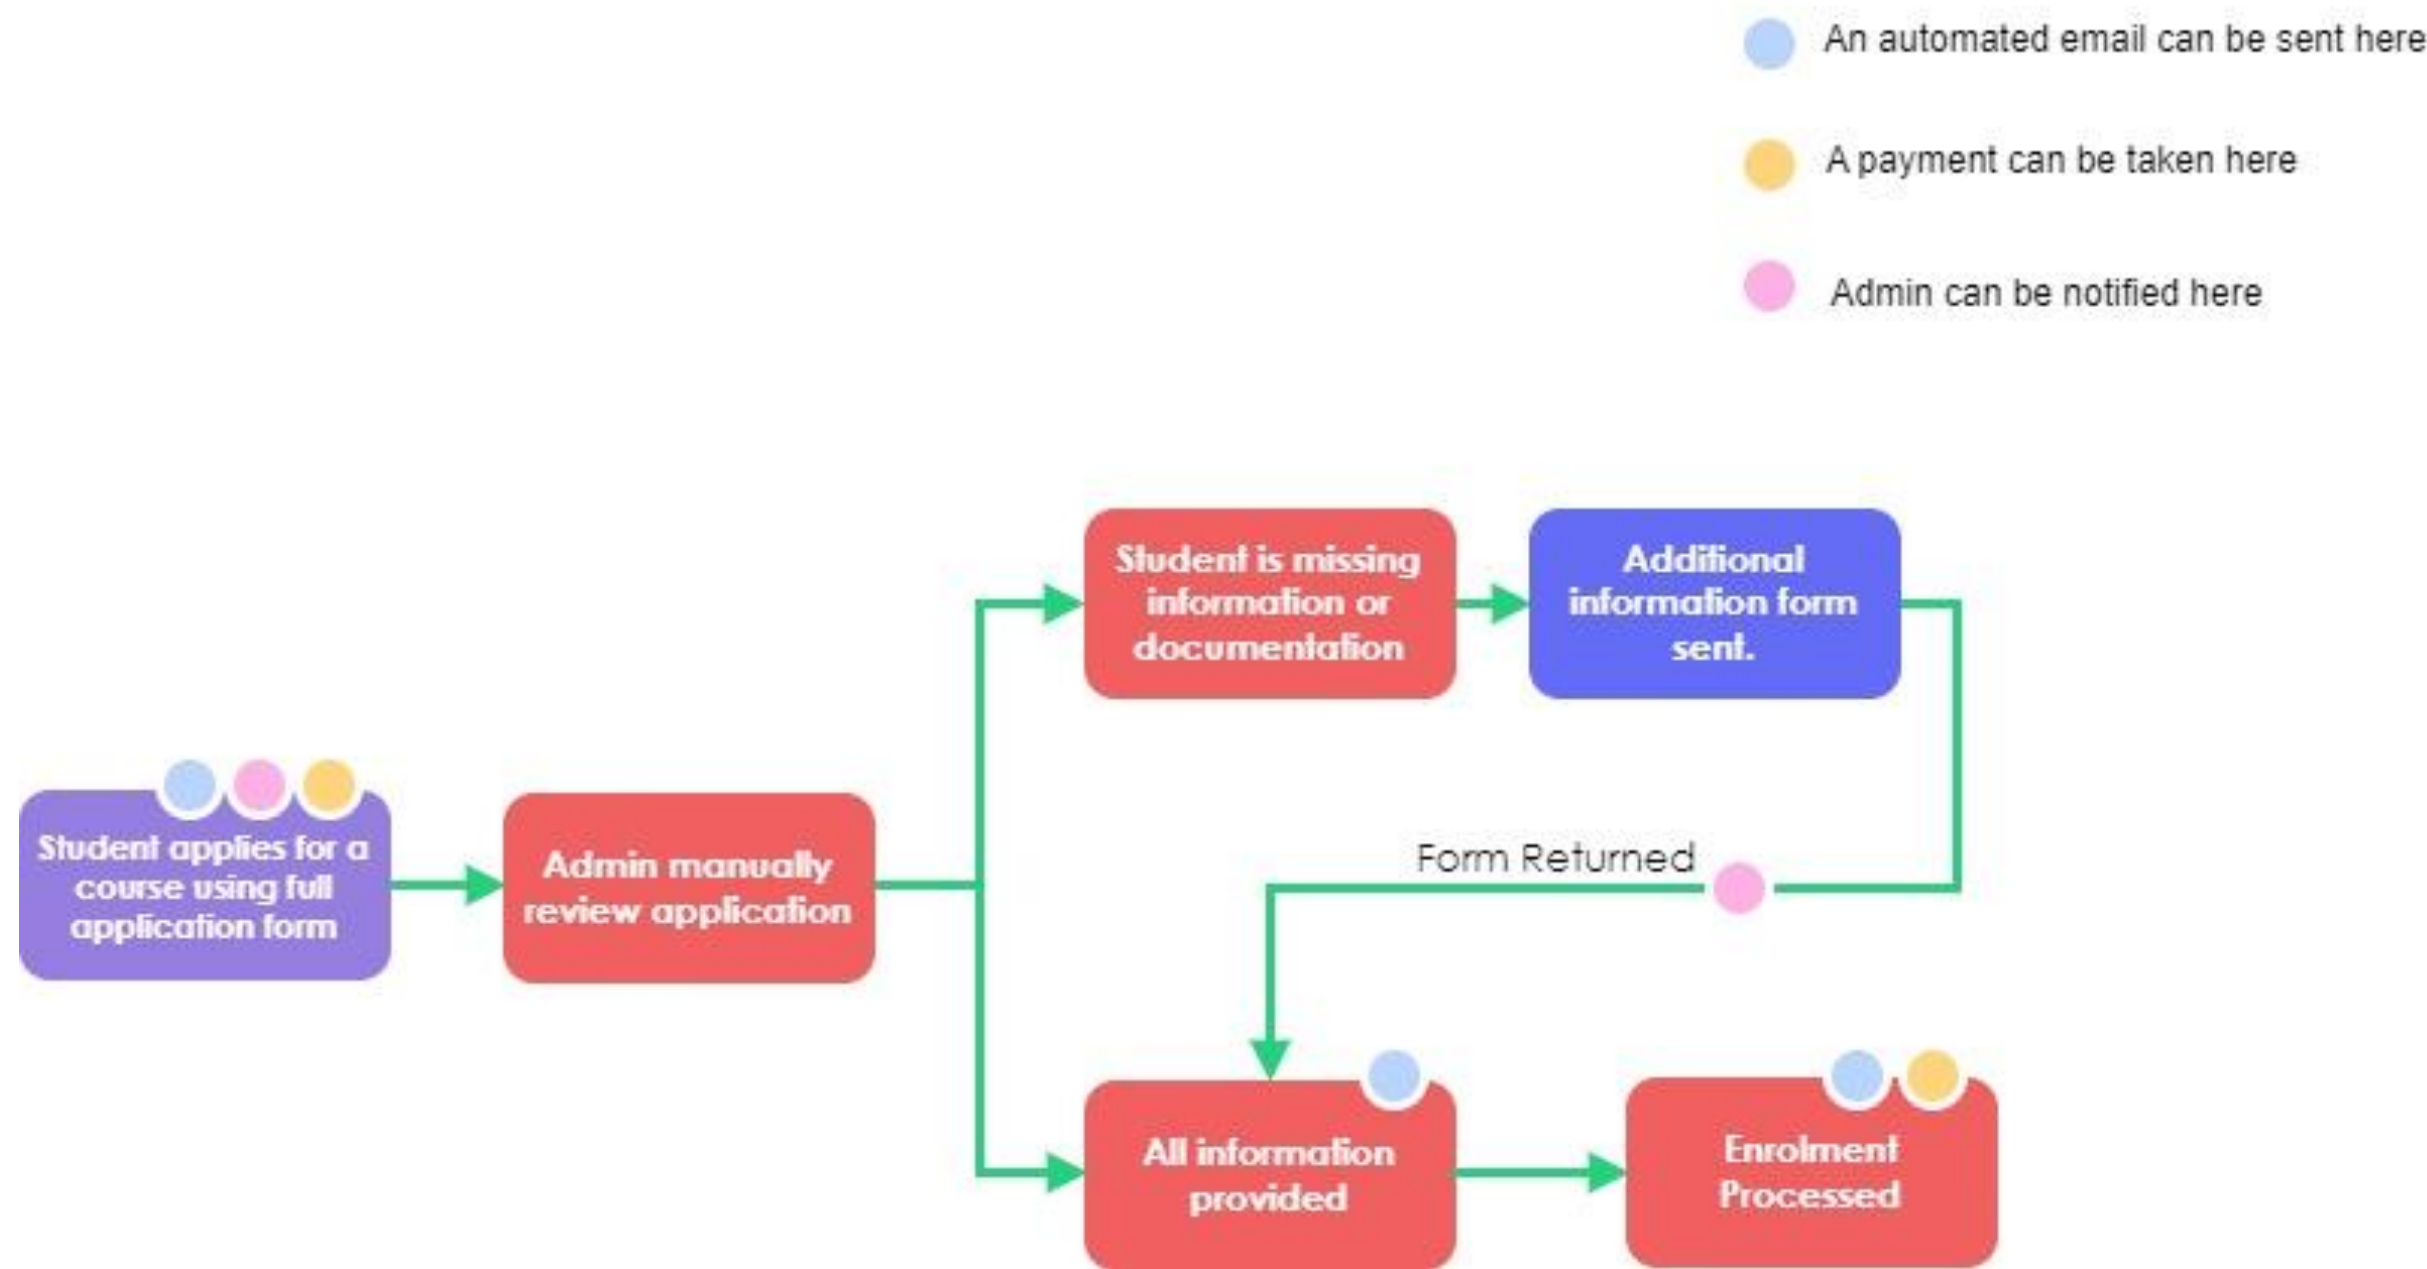 An automated email can be sent here
A payment can be taken here
Admin can be notified here
Student is missing
information or
documentation
Additional
information form
sent.
Student applies for a
course using full
application form
Admin manually
review application
Form Returned
All information
provided
Enrolment
Processed